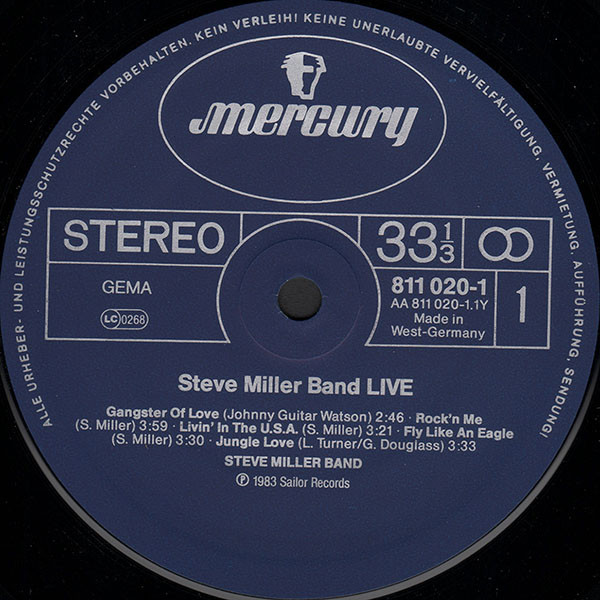 ALLE URHEBER- UND LEISTUNGSSCHUTZRECHTE VORBEHALTEN. KEIN VERLEIH! KEINE UNERLAUBTE VERVIELFÄLTIGUNG, VERMIETUNG, AUFFÜHRUNG, SENDUNG!
mercury
STEREO
33 1/3
GEMA
LC 0268
811 020-1
AA 811 020-1.1Y
Made in
West-Germany
1
Steve Miller Band LIVE
Gangster Of Love (Johnny Guitar Watson) 2:46 · Rock'n Me
(S. Miller) 3:59 · Livin' In The U.S.A. (S. Miller) 3:21 · Fly Like An Eagle
(S. Miller) 3:30 · Jungle Love (L. Turner/G. Douglass) 3:33
STEVE MILLER BAND
℗ 1983 Sailor Records